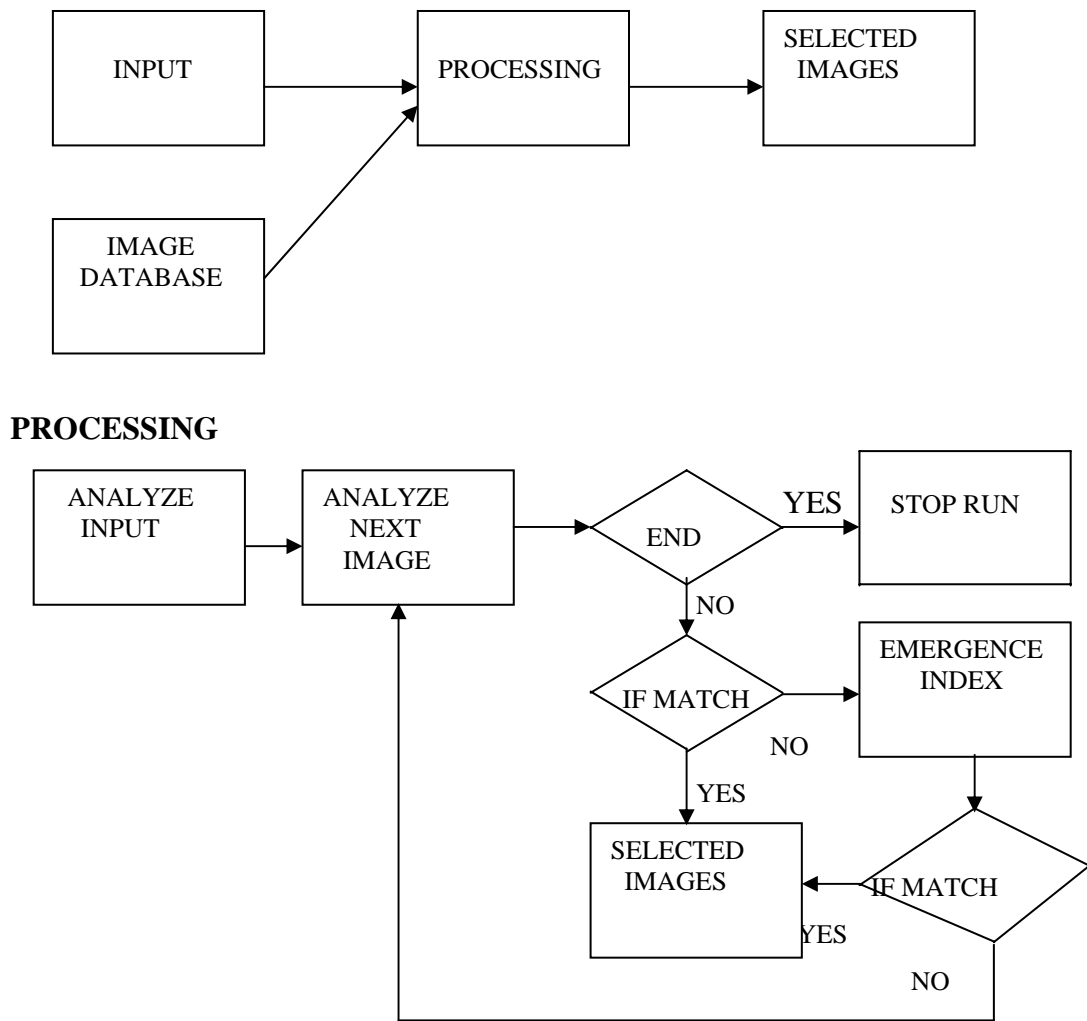 INPUT
PROCESSING
SELECTED
IMAGES
IMAGE
DATABASE
PROCESSING
ANALYZE
INPUT
ANALYZE
NEXT
IMAGE
END
YES
STOP RUN
NO
IF MATCH
NO
EMERGENCE
INDEX
YES
SELECTED
IMAGES
IF MATCH
YES
NO